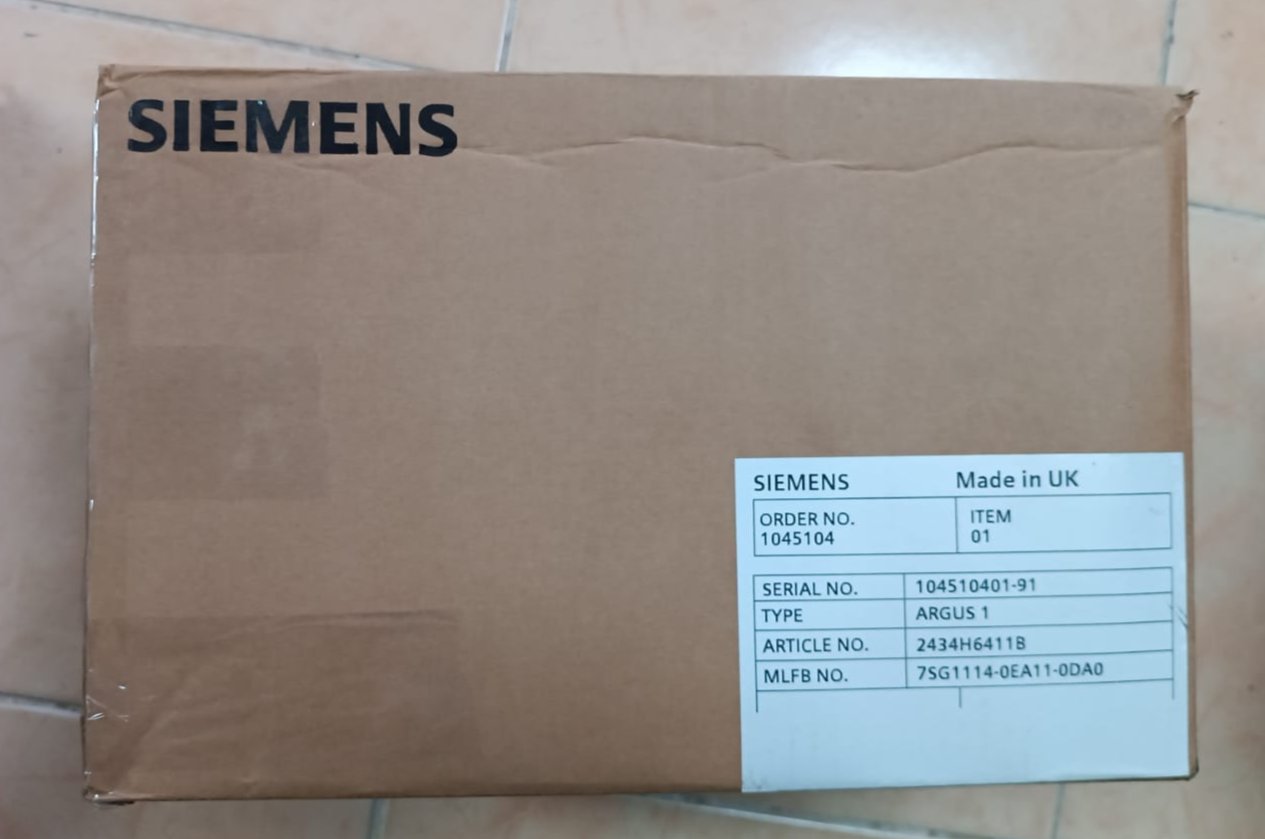 SIEMENS
SIEMENS Made in UK
ORDER NO. ITEM
1045104 01
SERIAL NO. 104510401-91
TYPE ARGUS 1
ARTICLE NO. 2434H6411B
MLFB NO. 7SG1114-0EA11-0DA0